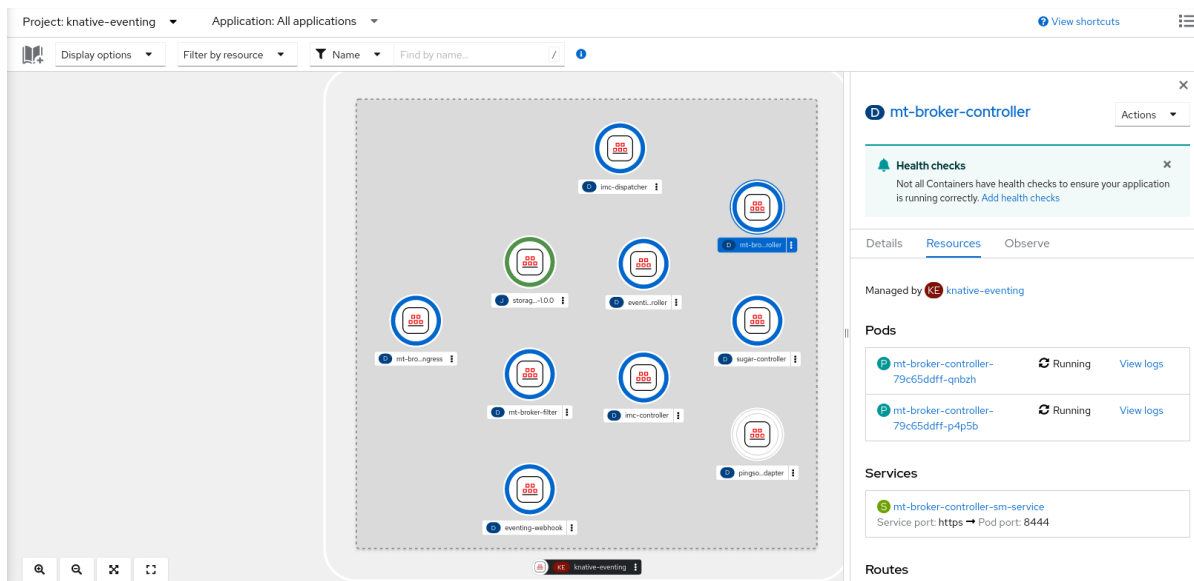 Project: knative-eventing
Application: All applications
View shortcuts
Display options
Filter by resource
Name
Find by name...
/
D mt-broker-controller
Actions
Health checks
Not all Containers have health checks to ensure your application
is running correctly. Add health checks
Details Resources Observe
Managed by KE knative-eventing
Pods
P mt-broker-controller-
79c65ddff-qnbzh
Running
View logs
P mt-broker-controller-
79c65ddff-p4p5b
Running
View logs
Services
S mt-broker-controller-sm-service
Service port: https → Pod port: 8444
Routes
D imc-dispatcher
D mt-bro...roller
J storag...-1.0.0
D eventi...roller
D mt-bro...ngress
D sugar-controller
D mt-broker-filter
D imc-controller
D pingso...dapter
D eventing-webhook
KE knative-eventing